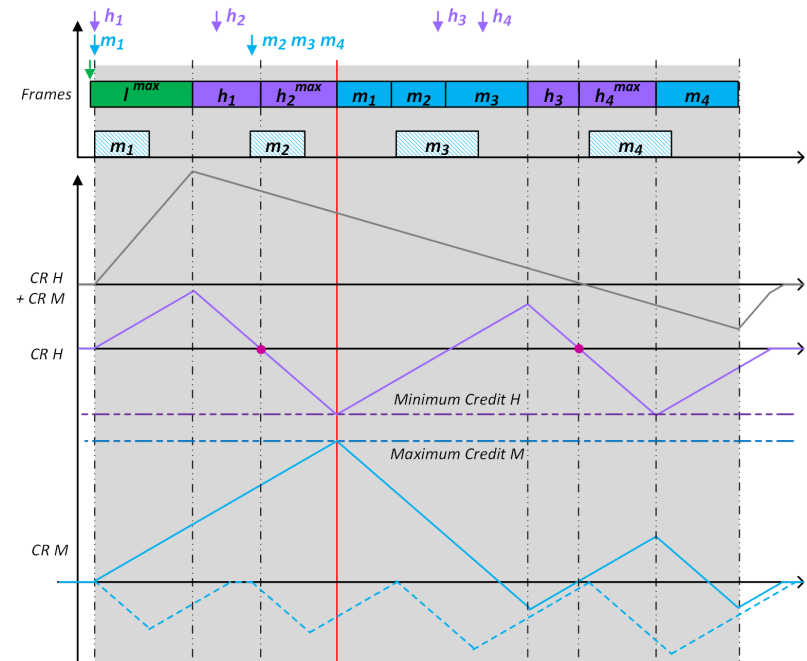 h1 h2 h3 h4
m1 m2 m3 m4
Frames l max h1 h2 max m1 m2 m3 h3 h4 max m4
m1 m2 m3 m4
CR H
+ CR M
CR H
Minimum Credit H
Maximum Credit M
CR M